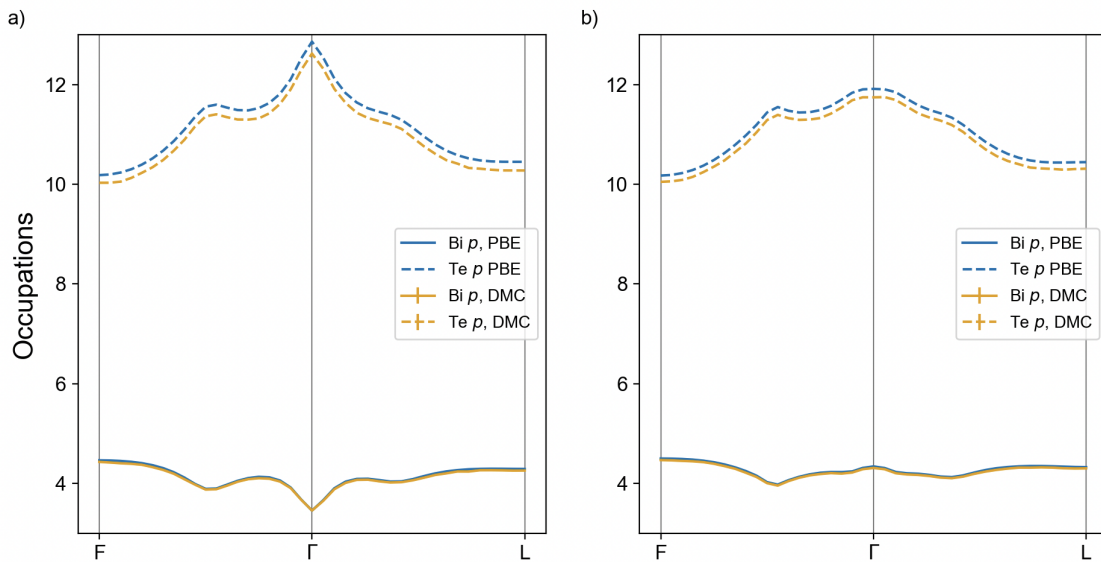 a)
12
10
8
6
4
Occupations
F
Γ
L
Bi p, PBE
Te p PBE
Bi p, DMC
Te p, DMC
b)
12
10
8
6
4
F
Γ
L
Bi p, PBE
Te p PBE
Bi p, DMC
Te p, DMC